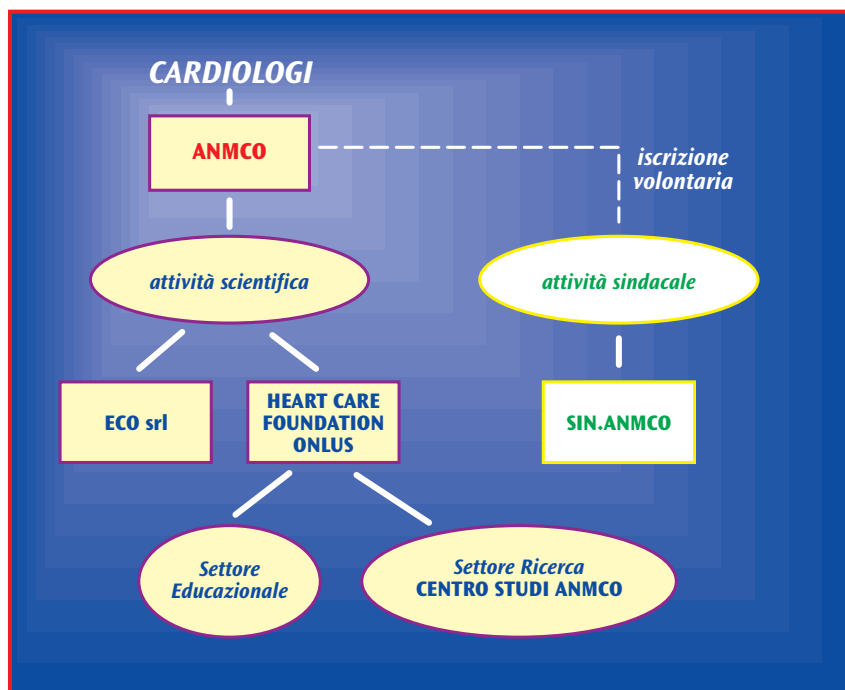 CARDIOLOGI
ANMCO
iscrizione
volontaria
attività scientifica
attività sindacale
ECO srl
HEART CARE
FOUNDATION
ONLUS
SIN.ANMCO
Settore
Educazionale
Settore Ricerca
CENTRO STUDI ANMCO